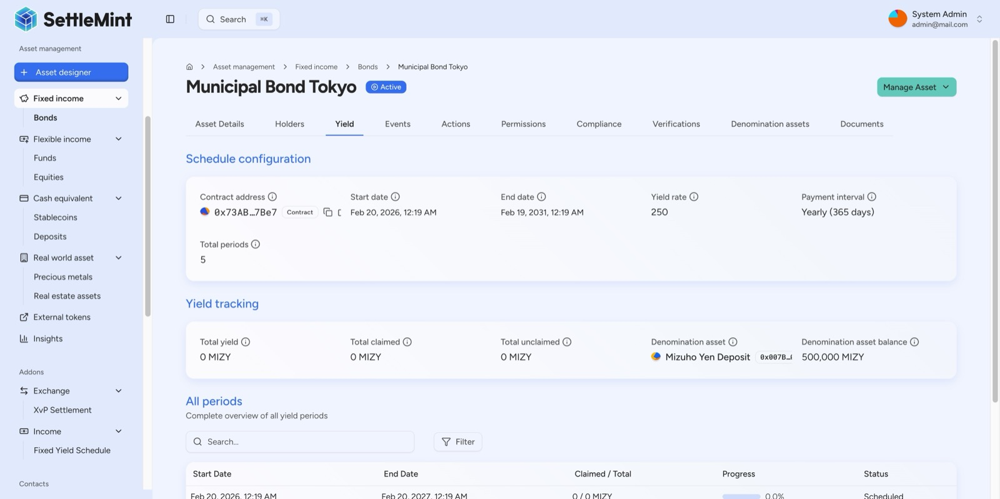 SettleMint
Search
⌘K
System Admin
admin@mail.com
Asset management
Asset designer
Fixed income
Bonds
Flexible income
Funds
Equities
Cash equivalent
Stablecoins
Deposits
Real world asset
Precious metals
Real estate assets
External tokens
Insights
Addons
Exchange
XvP Settlement
Income
Fixed Yield Schedule
Contacts
Asset management > Fixed income > Bonds > Municipal Bond Tokyo
Municipal Bond Tokyo
Active
Manage Asset
Asset Details Holders Yield Events Actions Permissions Compliance Verifications Denomination assets Documents
Schedule configuration
Contract address Start date End date Yield rate Payment interval
0x73AB…7Be7 Contract Feb 20, 2026, 12:19 AM Feb 19, 2031, 12:19 AM 250 Yearly (365 days)
Total periods
5
Yield tracking
Total yield Total claimed Total unclaimed Denomination asset Denomination asset balance
0 MIZY 0 MIZY 0 MIZY Mizuho Yen Deposit 0x007B… 500,000 MIZY
All periods
Complete overview of all yield periods
Search...
Filter
Start Date End Date Claimed / Total Progress Status
Feb 20, 2026, 12:19 AM Feb 20, 2027, 12:19 AM 0 / 0 MIZY 0.0% Scheduled